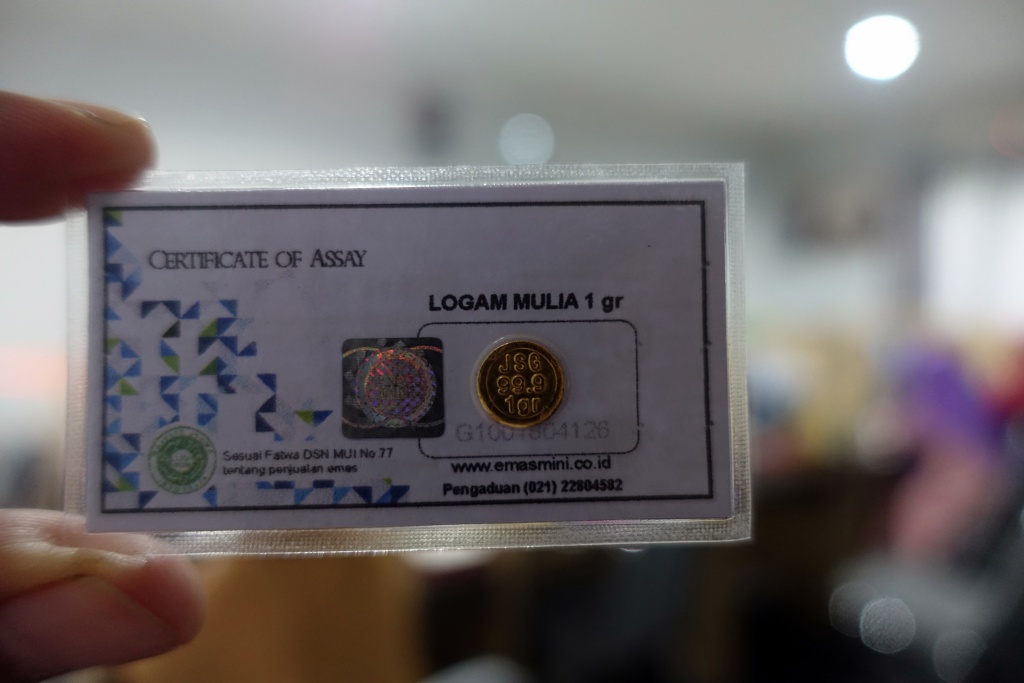 CERTIFICATE OF ASSAY
LOGAM MULIA 1 gr
JSG
99.9
1gr
Sesuai Fatwa DSN MUI No.77
tentang penjualan emas
www.emasmini.co.id
Pengaduan (021) 22804582